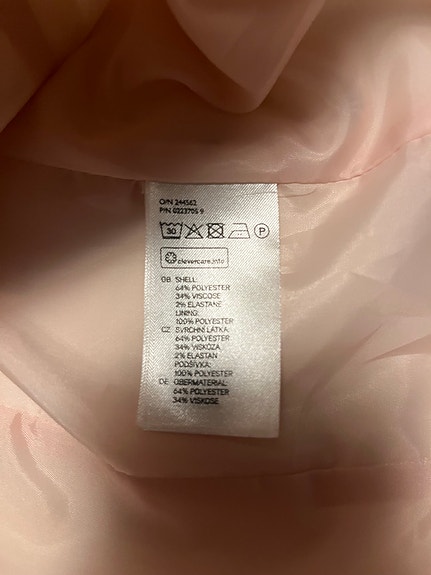 O/N 244562
P/N 0223705 9
30 P
clevercare.info
GB SHELL:
64% POLYESTER
34% VISCOSE
2% ELASTANE
LINING:
100% POLYESTER
CZ SVRCHNÍ LÁTKA:
64% POLYESTER
34% VISKÓZA
2% ELASTAN
PODŠÍVKA:
100% POLYESTER
DE OBERMATERIAL:
64% POLYESTER
34% VISKOSE